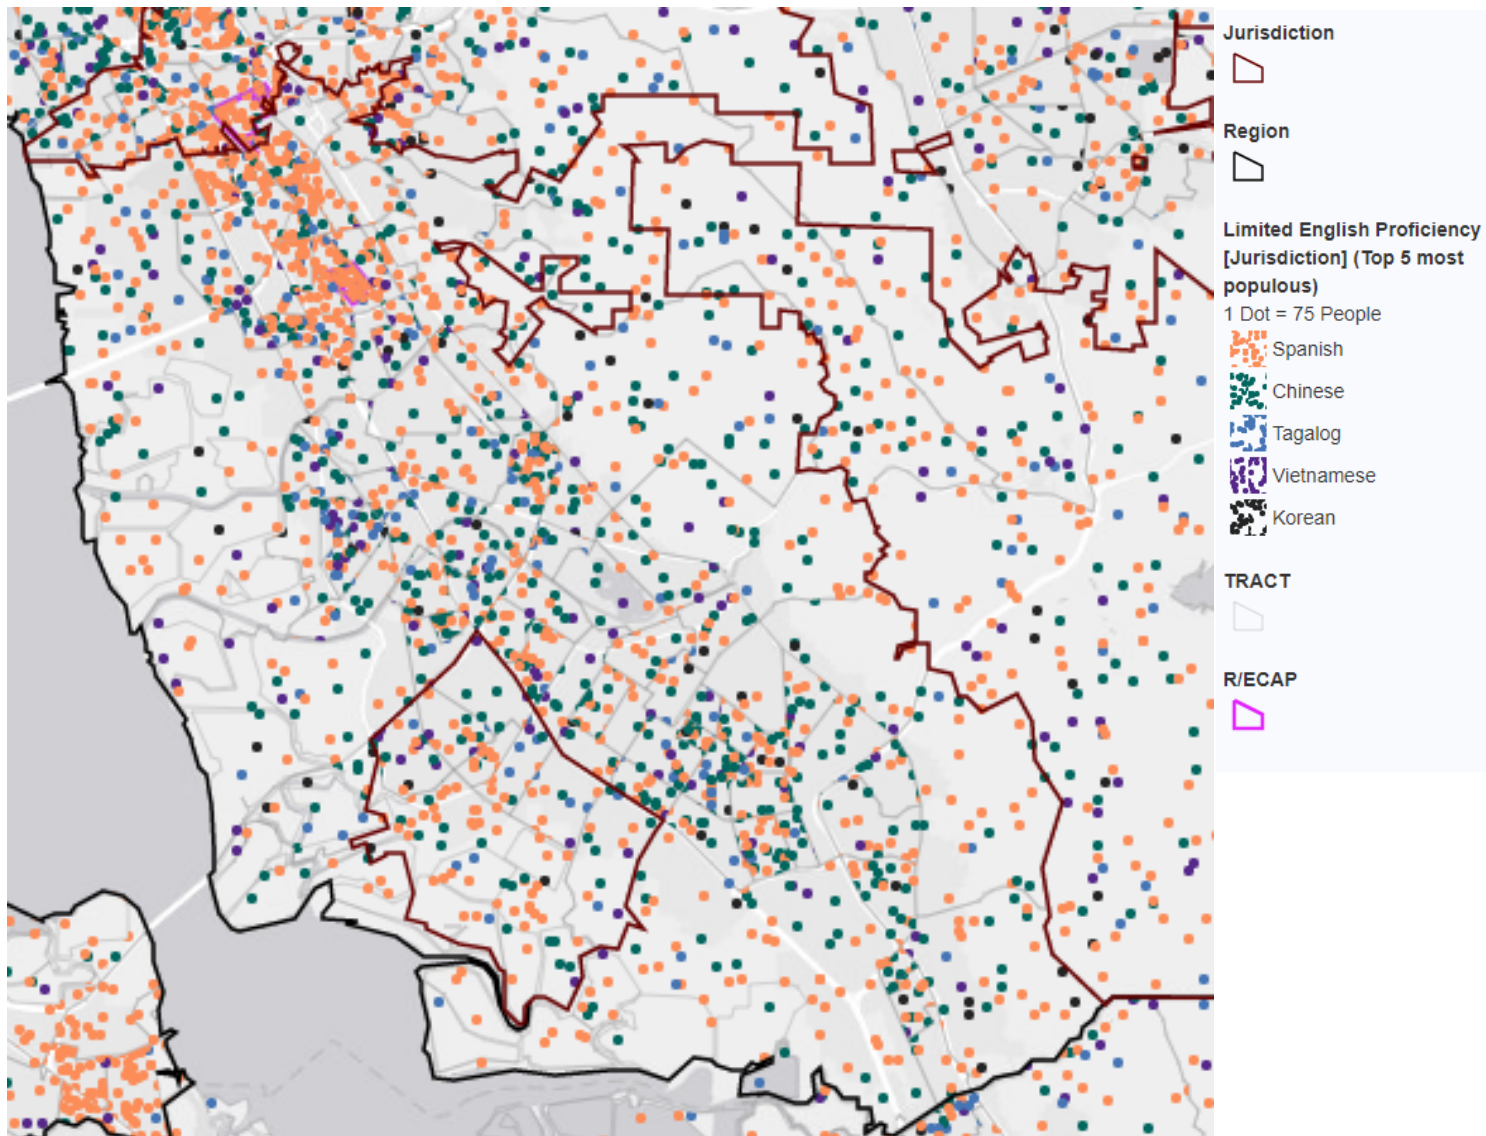 Jurisdiction
Region
Limited English Proficiency
[Jurisdiction] (Top 5 most
populous)
1 Dot = 75 People
Spanish
Chinese
Tagalog
Vietnamese
Korean
TRACT
R/ECAP